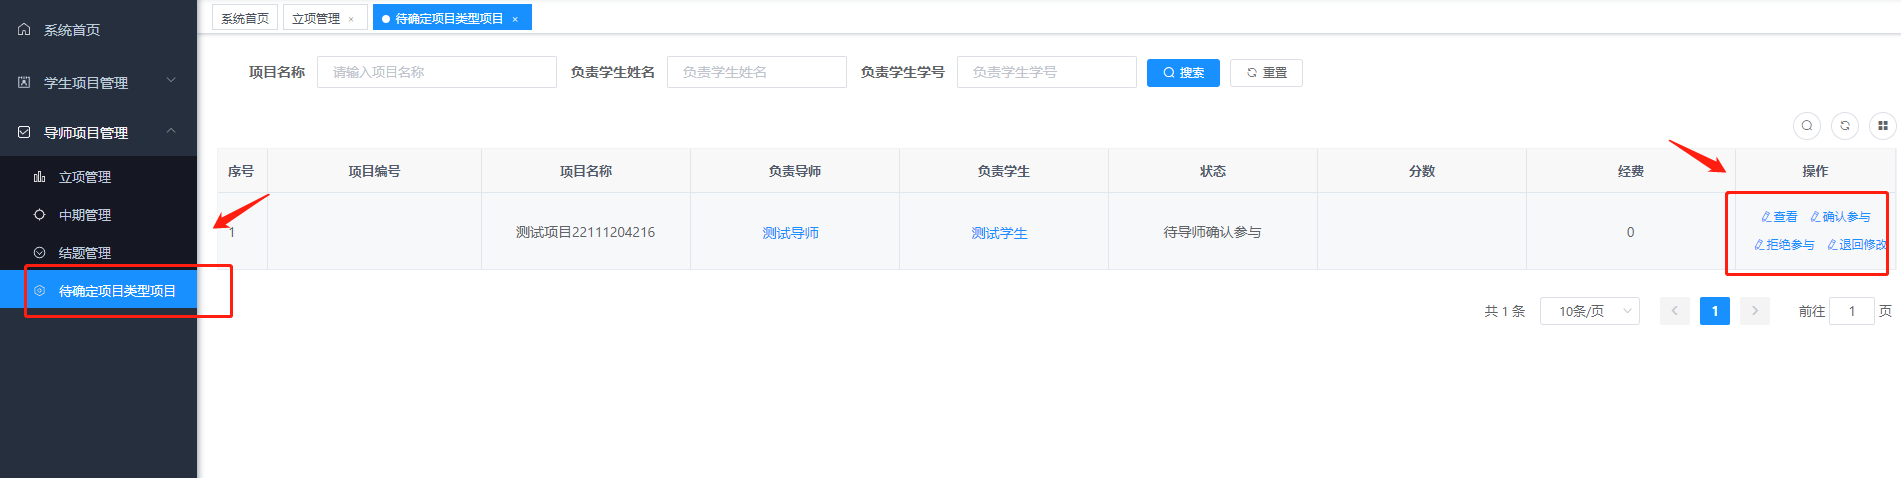 系统首页
学生项目管理
导师项目管理
立项管理
中期管理
结题管理
待确定项目类型项目
系统首页 立项管理 × 待确定项目类型项目 ×
项目名称 请输入项目名称 负责学生姓名 负责学生姓名 负责学生学号 负责学生学号 搜索 重置
序号 项目编号 项目名称 负责导师 负责学生 状态 分数 经费 操作
1 测试项目22111204216 测试导师 测试学生 待导师确认参与 0 查看 确认参与
拒绝参与 退回修改
共 1 条 10条/页 < 1 > 前往 1 页